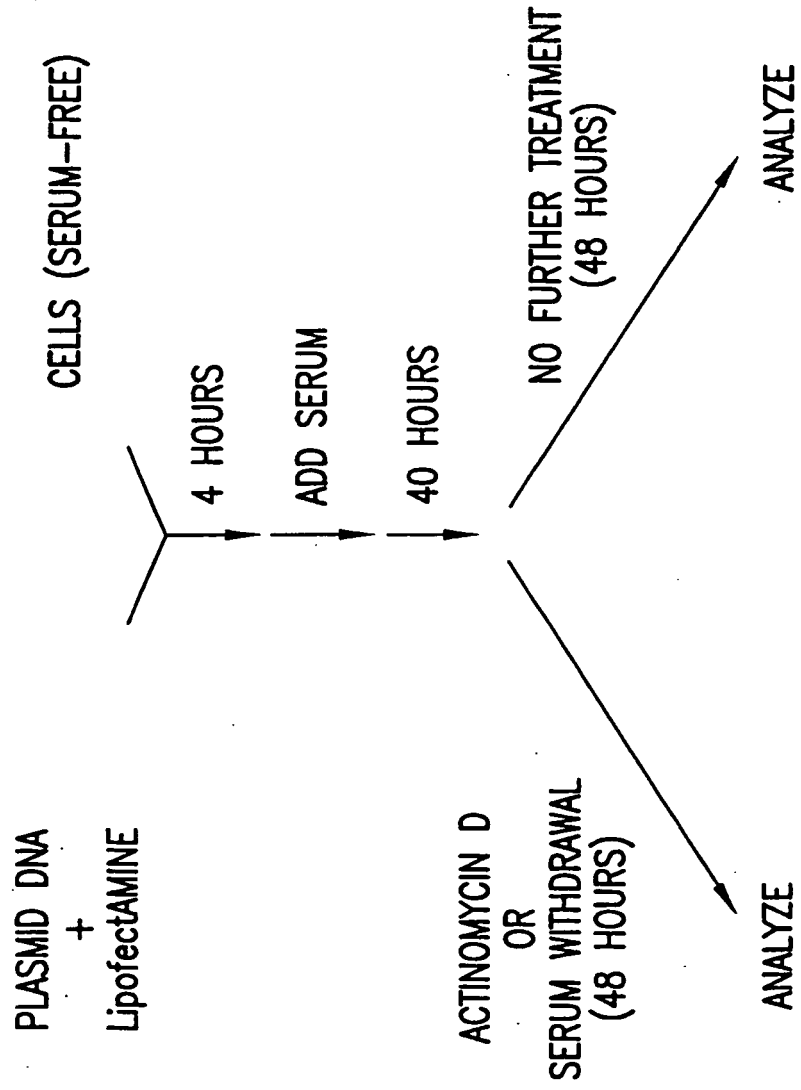 PLASMID DNA
+
LipofectAMINE
CELLS (SERUM-FREE)
4 HOURS
ADD SERUM
40 HOURS
ACTINOMYCIN D
OR
SERUM WITHDRAWAL
(48 HOURS)
NO FURTHER TREATMENT
(48 HOURS)
ANALYZE
ANALYZE